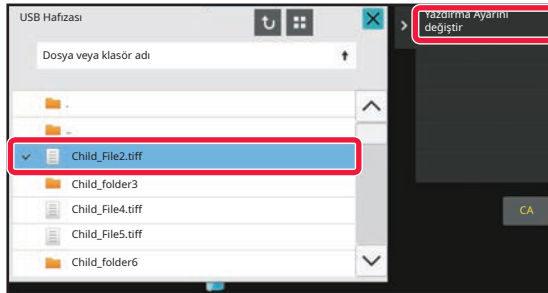 USB Hafızası
Yazdırma Ayarını
değiştir
Dosya veya klasör adı
.
..
Child_File2.tiff
Child_folder3
Child_File4.tiff
Child_File5.tiff
Child_folder6
CA